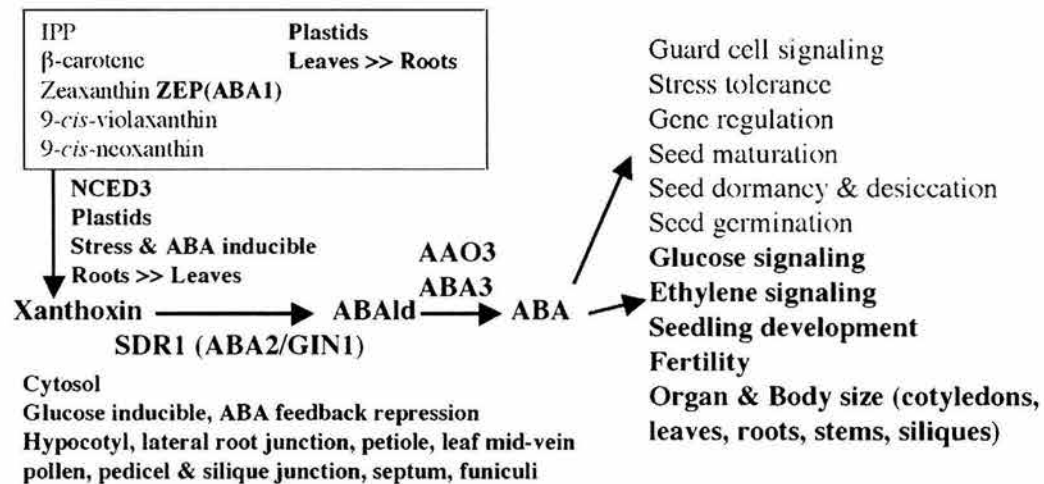 IPP
β-carotene
Zeaxanthin ZEP(ABA1)
9-cis-violaxanthin
9-cis-neoxanthin
Plastids
Leaves >> Roots
NCED3
Plastids
Stress & ABA inducible
Roots >> Leaves
Xanthoxin
SDR1 (ABA2/GIN1)
ABAld
AAO3
ABA3
ABA
Cytosol
Glucose inducible, ABA feedback repression
Hypocotyl, lateral root junction, petiole, leaf mid-vein
pollen, pedicel & silique junction, septum, funiculi
Guard cell signaling
Stress tolerance
Gene regulation
Seed maturation
Seed dormancy & desiccation
Seed germination
Glucose signaling
Ethylene signaling
Seedling development
Fertility
Organ & Body size (cotyledons,
leaves, roots, stems, siliques)